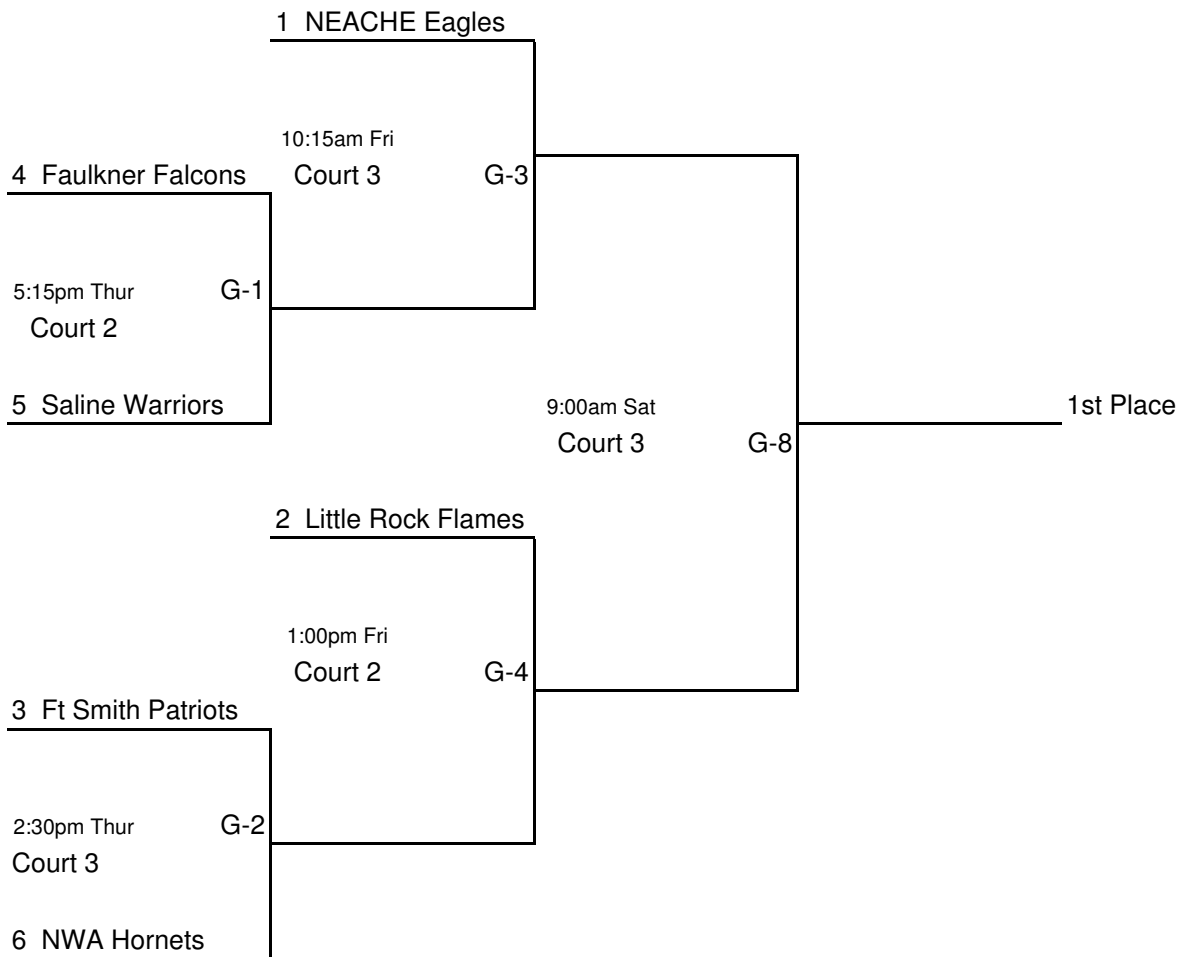 1 NEACHE Eagles
10:15am Fri
4 Faulkner Falcons
Court 3
G-3
5:15pm Thur
G-1
Court 2
5 Saline Warriors
9:00am Sat
1st Place
Court 3
G-8
2 Little Rock Flames
1:00pm Fri
Court 2
G-4
3 Ft Smith Patriots
2:30pm Thur
G-2
Court 3
6 NWA Hornets